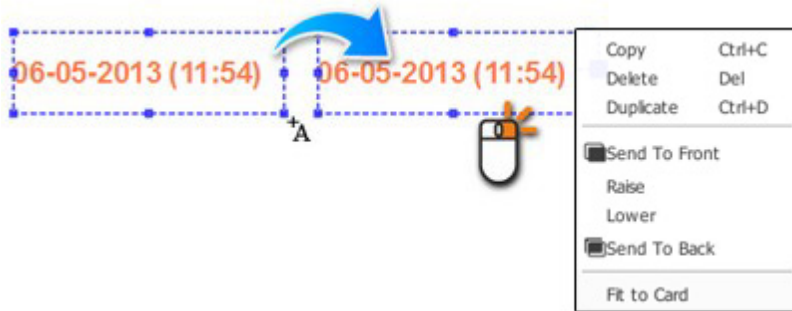 06-05-2013 (11:54) 06-05-2013 (11:54)
A
Copy Ctrl+C
Delete Del
Duplicate Ctrl+D
Send To Front
Raise
Lower
Send To Back
Fit to Card